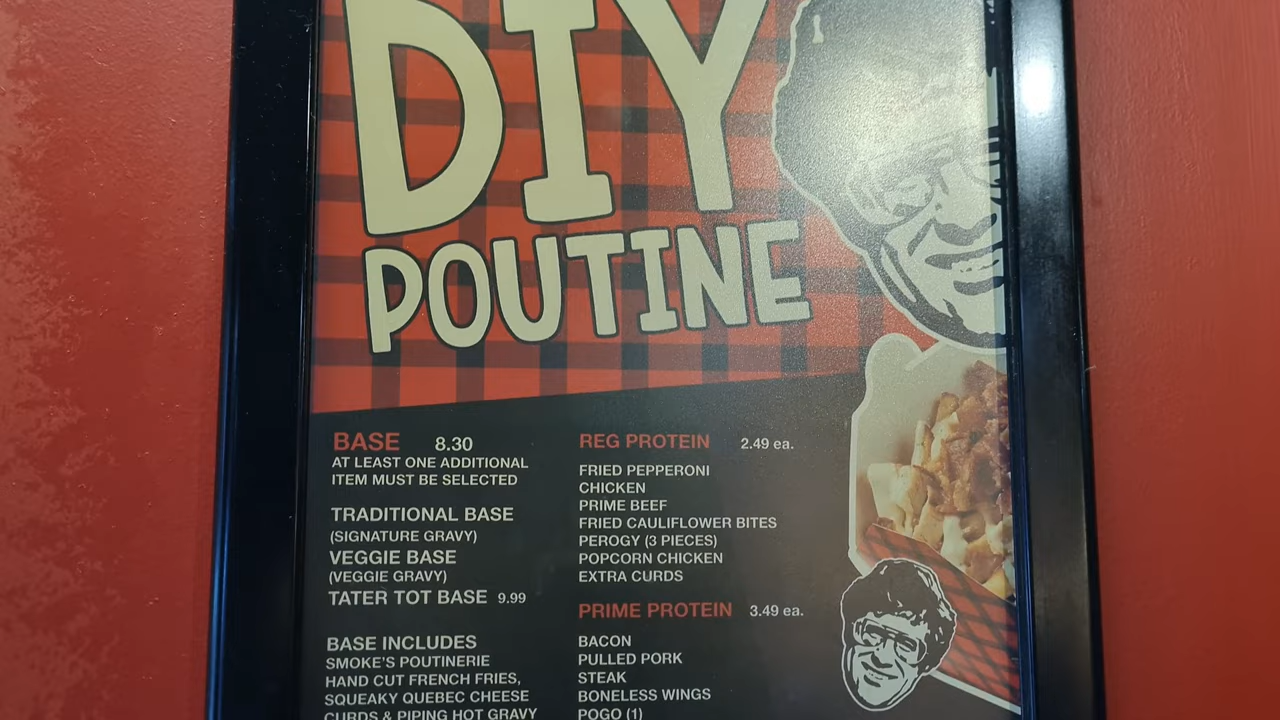 DIY
POUTINE
BASE 8.30
AT LEAST ONE ADDITIONAL
ITEM MUST BE SELECTED
TRADITIONAL BASE
(SIGNATURE GRAVY)
VEGGIE BASE
(VEGGIE GRAVY)
TATER TOT BASE 9.99
BASE INCLUDES
SMOKE'S POUTINERIE
HAND CUT FRENCH FRIES,
SQUEAKY QUEBEC CHEESE
CURDS & PIPING HOT GRAVY
REG PROTEIN 2.49 ea.
FRIED PEPPERONI
CHICKEN
PRIME BEEF
FRIED CAULIFLOWER BITES
PEROGY (3 PIECES)
POPCORN CHICKEN
EXTRA CURDS
PRIME PROTEIN 3.49 ea.
BACON
PULLED PORK
STEAK
BONELESS WINGS
POGO (1)